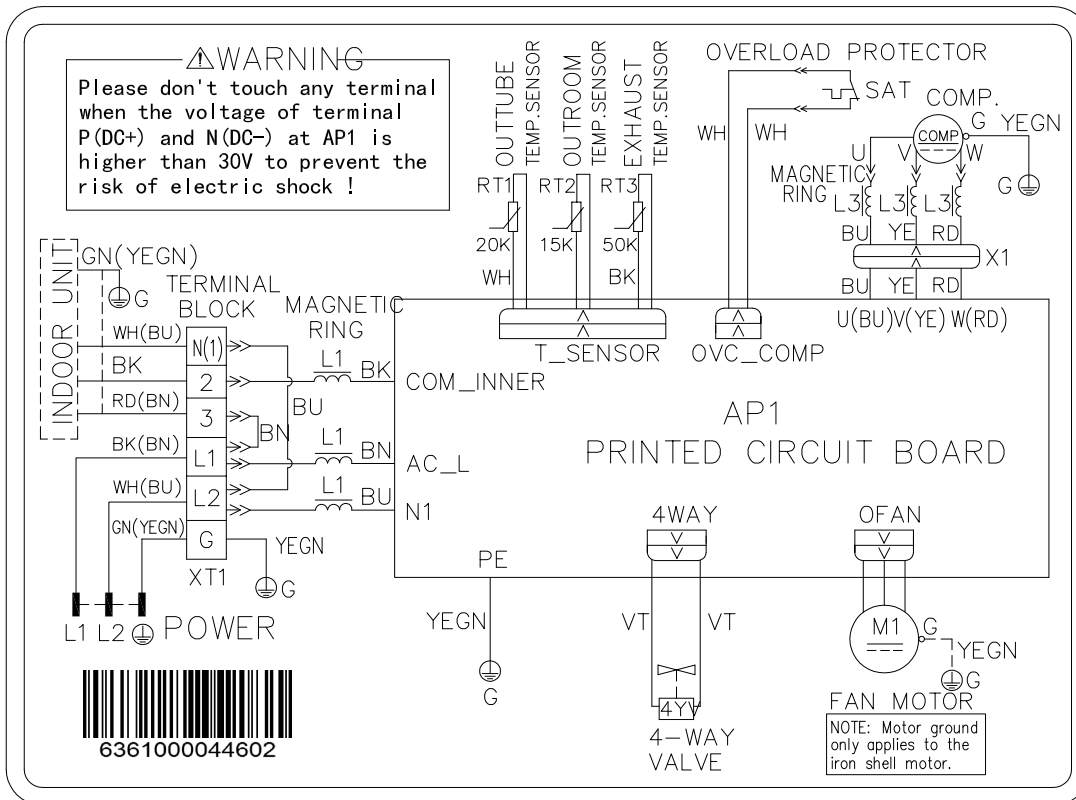 ⚠WARNING
Please don't touch any terminal
when the voltage of terminal
P(DC+) and N(DC−) at AP1 is
higher than 30V to prevent the
risk of electric shock !
OUTTUBE
TEMP.SENSOR
OUTROOM
TEMP.SENSOR
EXHAUST
TEMP.SENSOR
RT1
RT2
RT3
20K
15K
50K
WH
BK
OVERLOAD PROTECTOR
SAT
WH
WH
COMP.
COMP
G
YEGN
G
U
V
W
MAGNETIC
RING
L3
L3
L3
BU
YE
RD
X1
BU
YE
RD
U(BU)V(YE) W(RD)
T_SENSOR
OVC_COMP
INDOOR UNIT
GN(YEGN)
G
TERMINAL
BLOCK
MAGNETIC
RING
WH(BU)
N(1)
BK
2
L1
BK
COM_INNER
RD(BN)
3
BU
BN
BK(BN)
L1
L1
BN
AC_L
WH(BU)
L2
L1
BU
N1
GN(YEGN)
G
YEGN
XT1
G
AP1
PRINTED CIRCUIT BOARD
L1
L2
POWER
PE
YEGN
G
4WAY
VT
VT
4YV
4−WAY
VALVE
OFAN
M1
G
YEGN
G
FAN MOTOR
NOTE: Motor ground
only applies to the
iron shell motor.
6361000044602